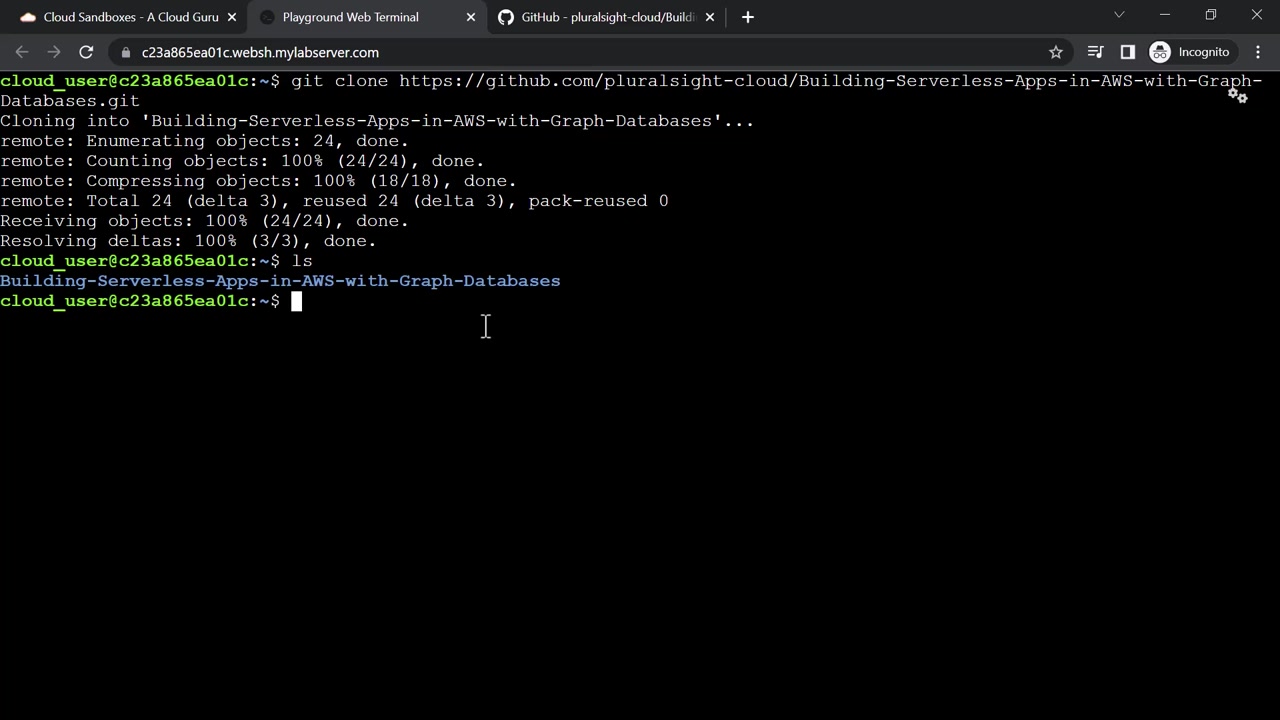 Cloud Sandboxes - A Cloud Guru
Playground Web Terminal
GitHub - pluralsight-cloud/Buildi
c23a865ea01c.websh.mylabserver.com
Incognito
cloud_user@c23a865ea01c:~$ git clone https://github.com/pluralsight-cloud/Building-Serverless-Apps-in-AWS-with-Graph-
Databases.git
Cloning into 'Building-Serverless-Apps-in-AWS-with-Graph-Databases'...
remote: Enumerating objects: 24, done.
remote: Counting objects: 100% (24/24), done.
remote: Compressing objects: 100% (18/18), done.
remote: Total 24 (delta 3), reused 24 (delta 3), pack-reused 0
Receiving objects: 100% (24/24), done.
Resolving deltas: 100% (3/3), done.
cloud_user@c23a865ea01c:~$ ls
Building-Serverless-Apps-in-AWS-with-Graph-Databases
cloud_user@c23a865ea01c:~$